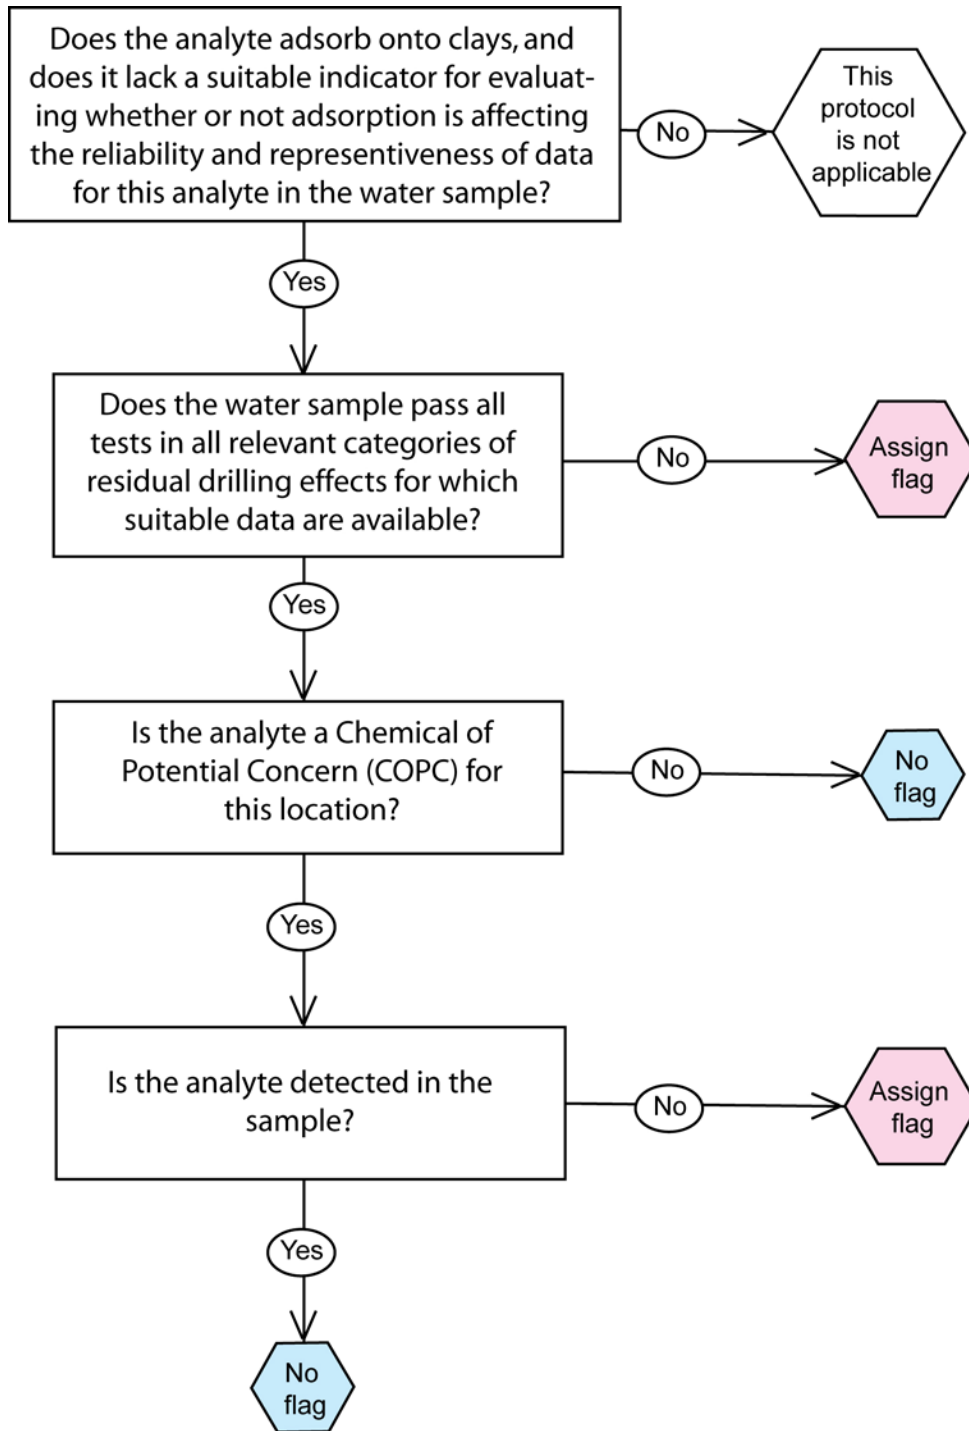 Does the analyte adsorb onto clays, and
does it lack a suitable indicator for evaluat-
ing whether or not adsorption is affecting
the reliability and representiveness of data
for this analyte in the water sample?
No
This
protocol
is not
applicable
Yes
Does the water sample pass all
tests in all relevant categories of
residual drilling effects for which
suitable data are available?
No
Assign
flag
Yes
Is the analyte a Chemical of
Potential Concern (COPC) for
this location?
No
No
flag
Yes
Is the analyte detected in the
sample?
No
Assign
flag
Yes
No
flag